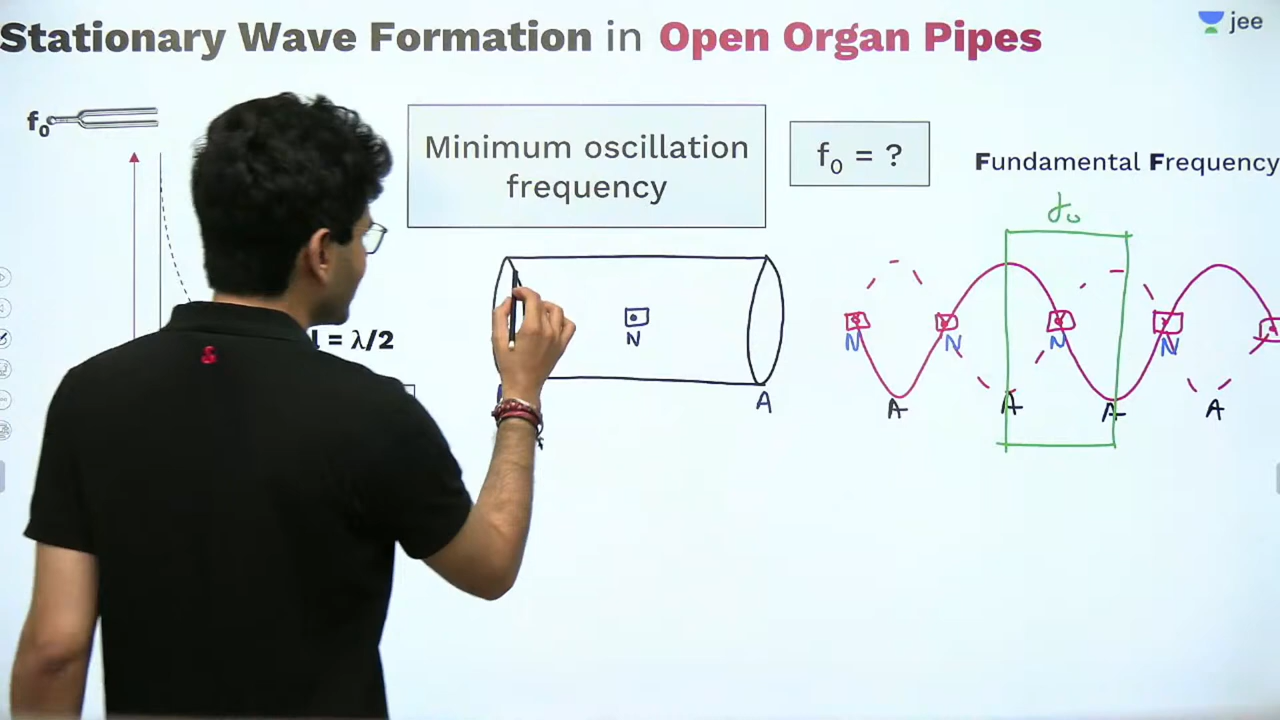 Stationary Wave Formation in Open Organ Pipes
jee
f₀
Minimum oscillation
frequency
f₀ = ?
Fundamental Frequency
f₀
l = λ/2
N
A
N
N
N
N
A
A
A
A